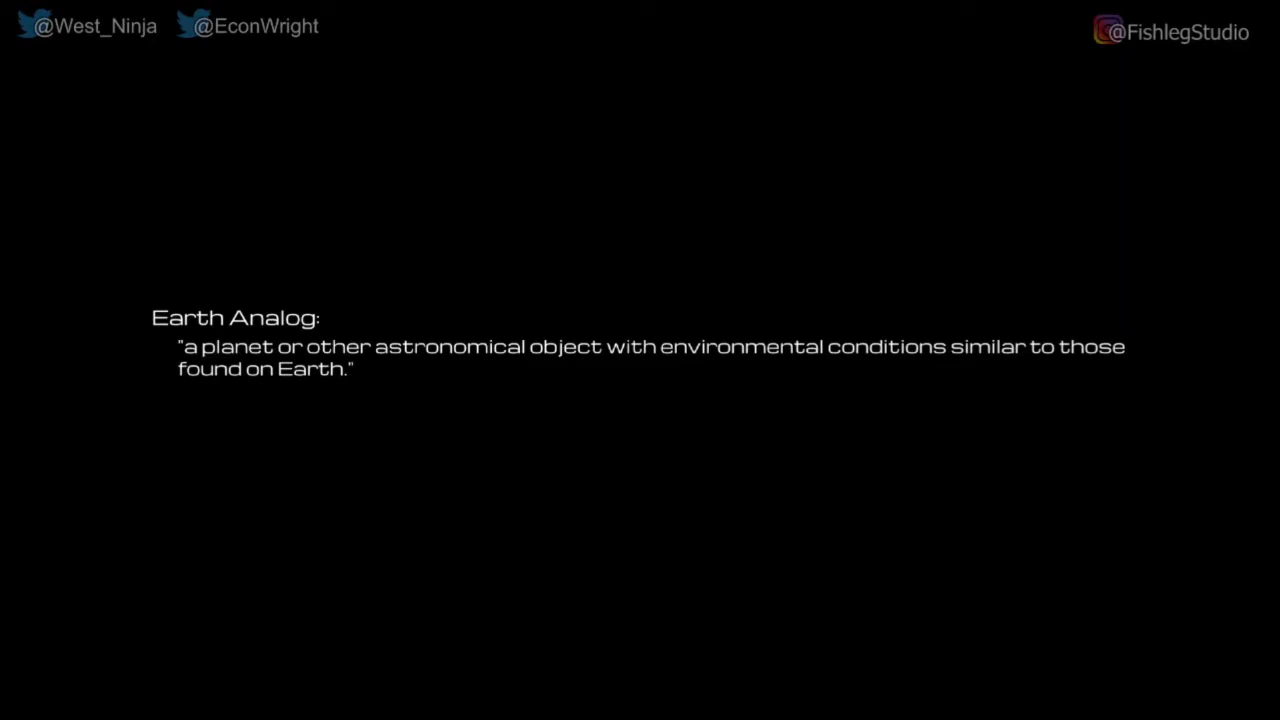 @West_Ninja @EconWright @FishlegStudio
Earth Analog:
"a planet or other astronomical object with environmental conditions similar to those
found on Earth."